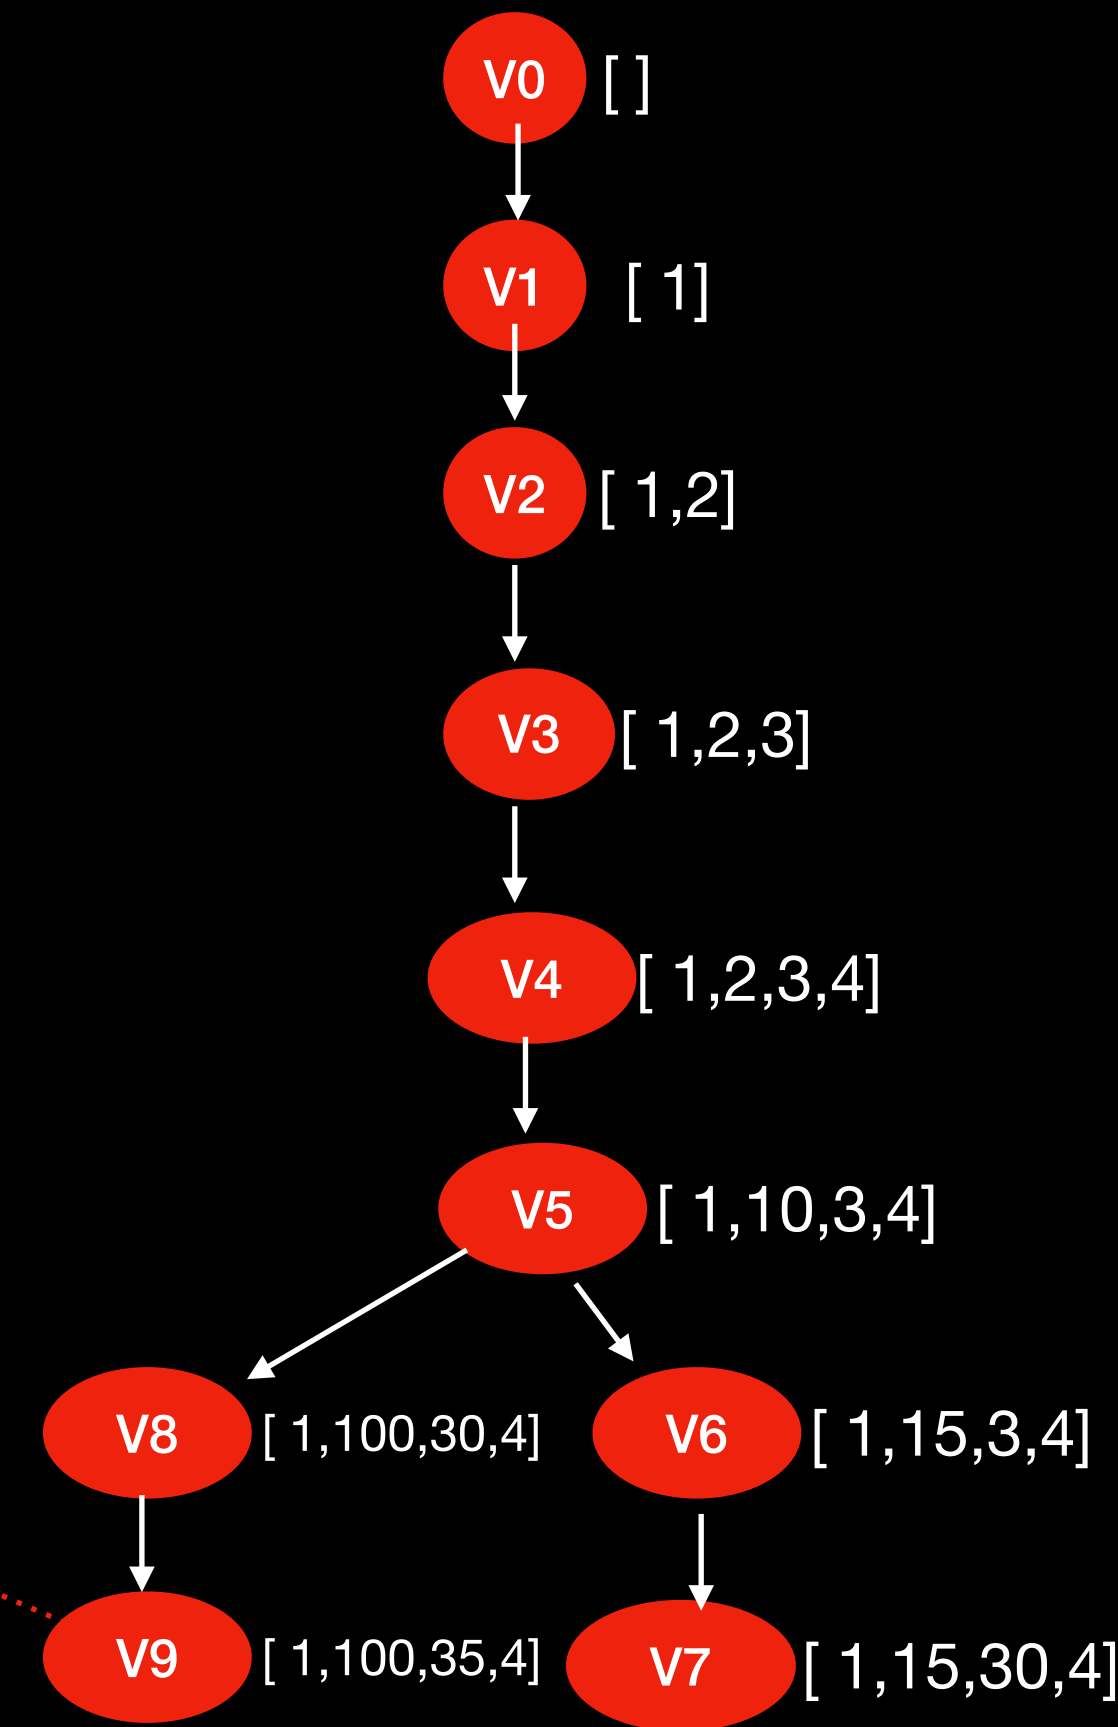 V0 [ ]
V1 [ 1]
V2 [ 1,2]
V3 [ 1,2,3]
V4 [ 1,2,3,4]
V5 [ 1,10,3,4]
V8 [ 1,100,30,4] V6 [ 1,15,3,4]
V9 [ 1,100,35,4] V7 [ 1,15,30,4]